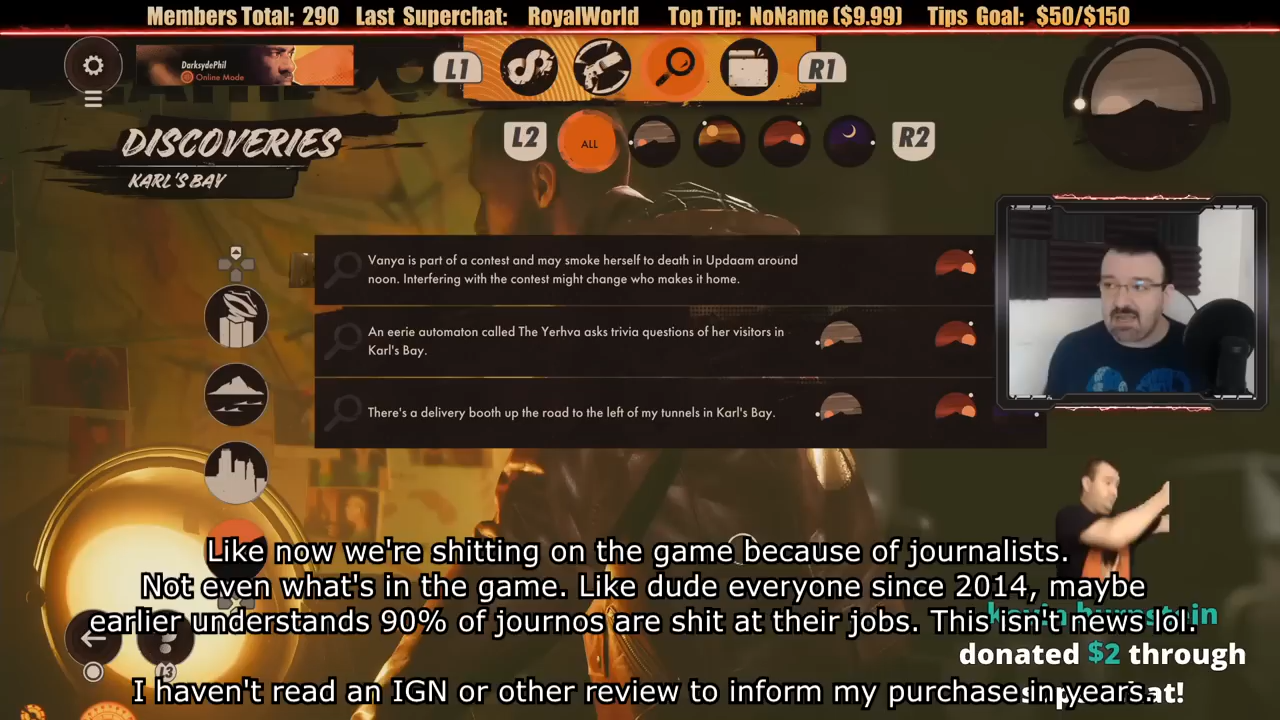 Members Total: 290 Last Superchat: RoyalWorld Top Tip: NoName ($9.99) Tips Goal: $50/$150
DarksydePhil
Online Mode
L1
R1
DISCOVERIES
KARL'S BAY
L2
ALL
R2
Vanya is part of a contest and may smoke herself to death in Updaam around
noon. Interfering with the contest might change who makes it home.
An eerie automaton called The Yerhva asks trivia questions of her visitors in
Karl's Bay.
There's a delivery booth up the road to the left of my tunnels in Karl's Bay.
Like now we're shitting on the game because of journalists.
Not even what's in the game. Like dude everyone since 2014, maybe
earlier understands 90% of journos are shit at their jobs. This isn't news lol.
donated $2 through
I haven't read an IGN or other review to inform my purchase in years.